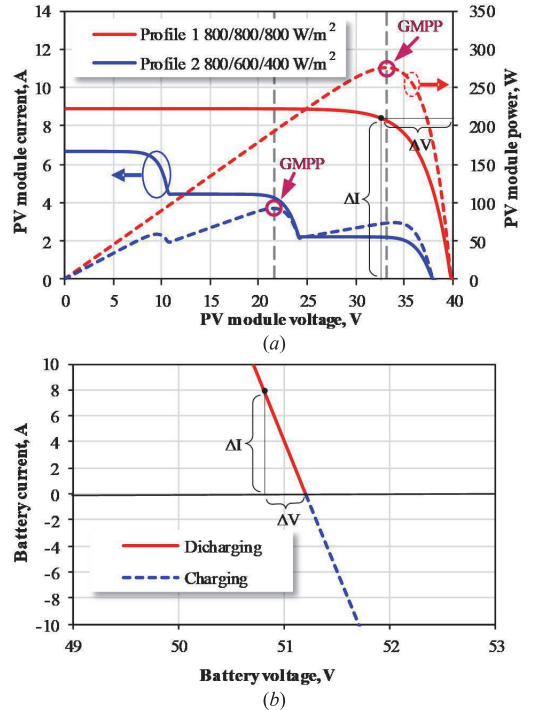 Profile 1 800/800/800 W/m²
Profile 2 800/600/400 W/m²
GMPP
GMPP
ΔV
ΔI
PV module current, A
14
12
10
8
6
4
2
0
PV module power, W
350
300
250
200
150
100
50
0
0 5 10 15 20 25 30 35 40
PV module voltage, V
(a)
Battery current, A
10
8
6
4
2
0
-2
-4
-6
-8
-10
ΔI
ΔV
Dicharging
Charging
49 50 51 52 53
Battery voltage, V
(b)